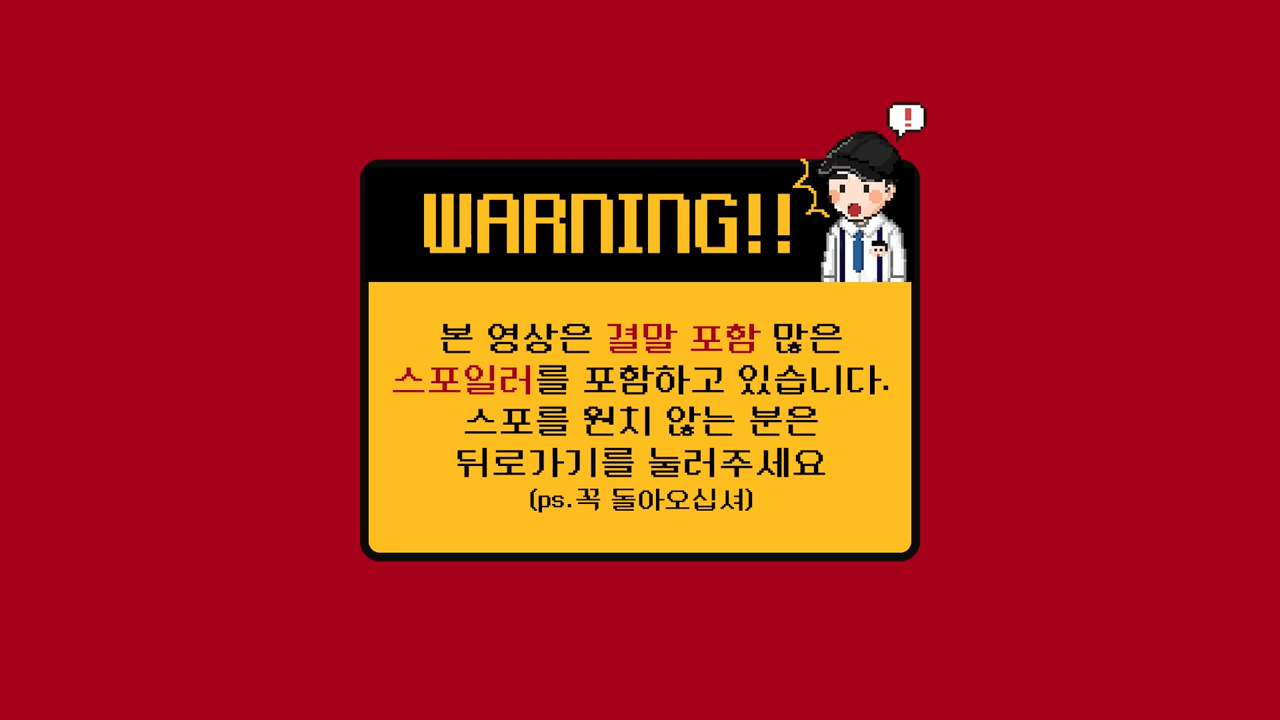 !
WARNING!!
본 영상은 결말 포함 많은
스포일러를 포함하고 있습니다.
스포를 원치 않는 분은
뒤로가기를 눌러주세요
(ps.꼭 돌아오십셔)